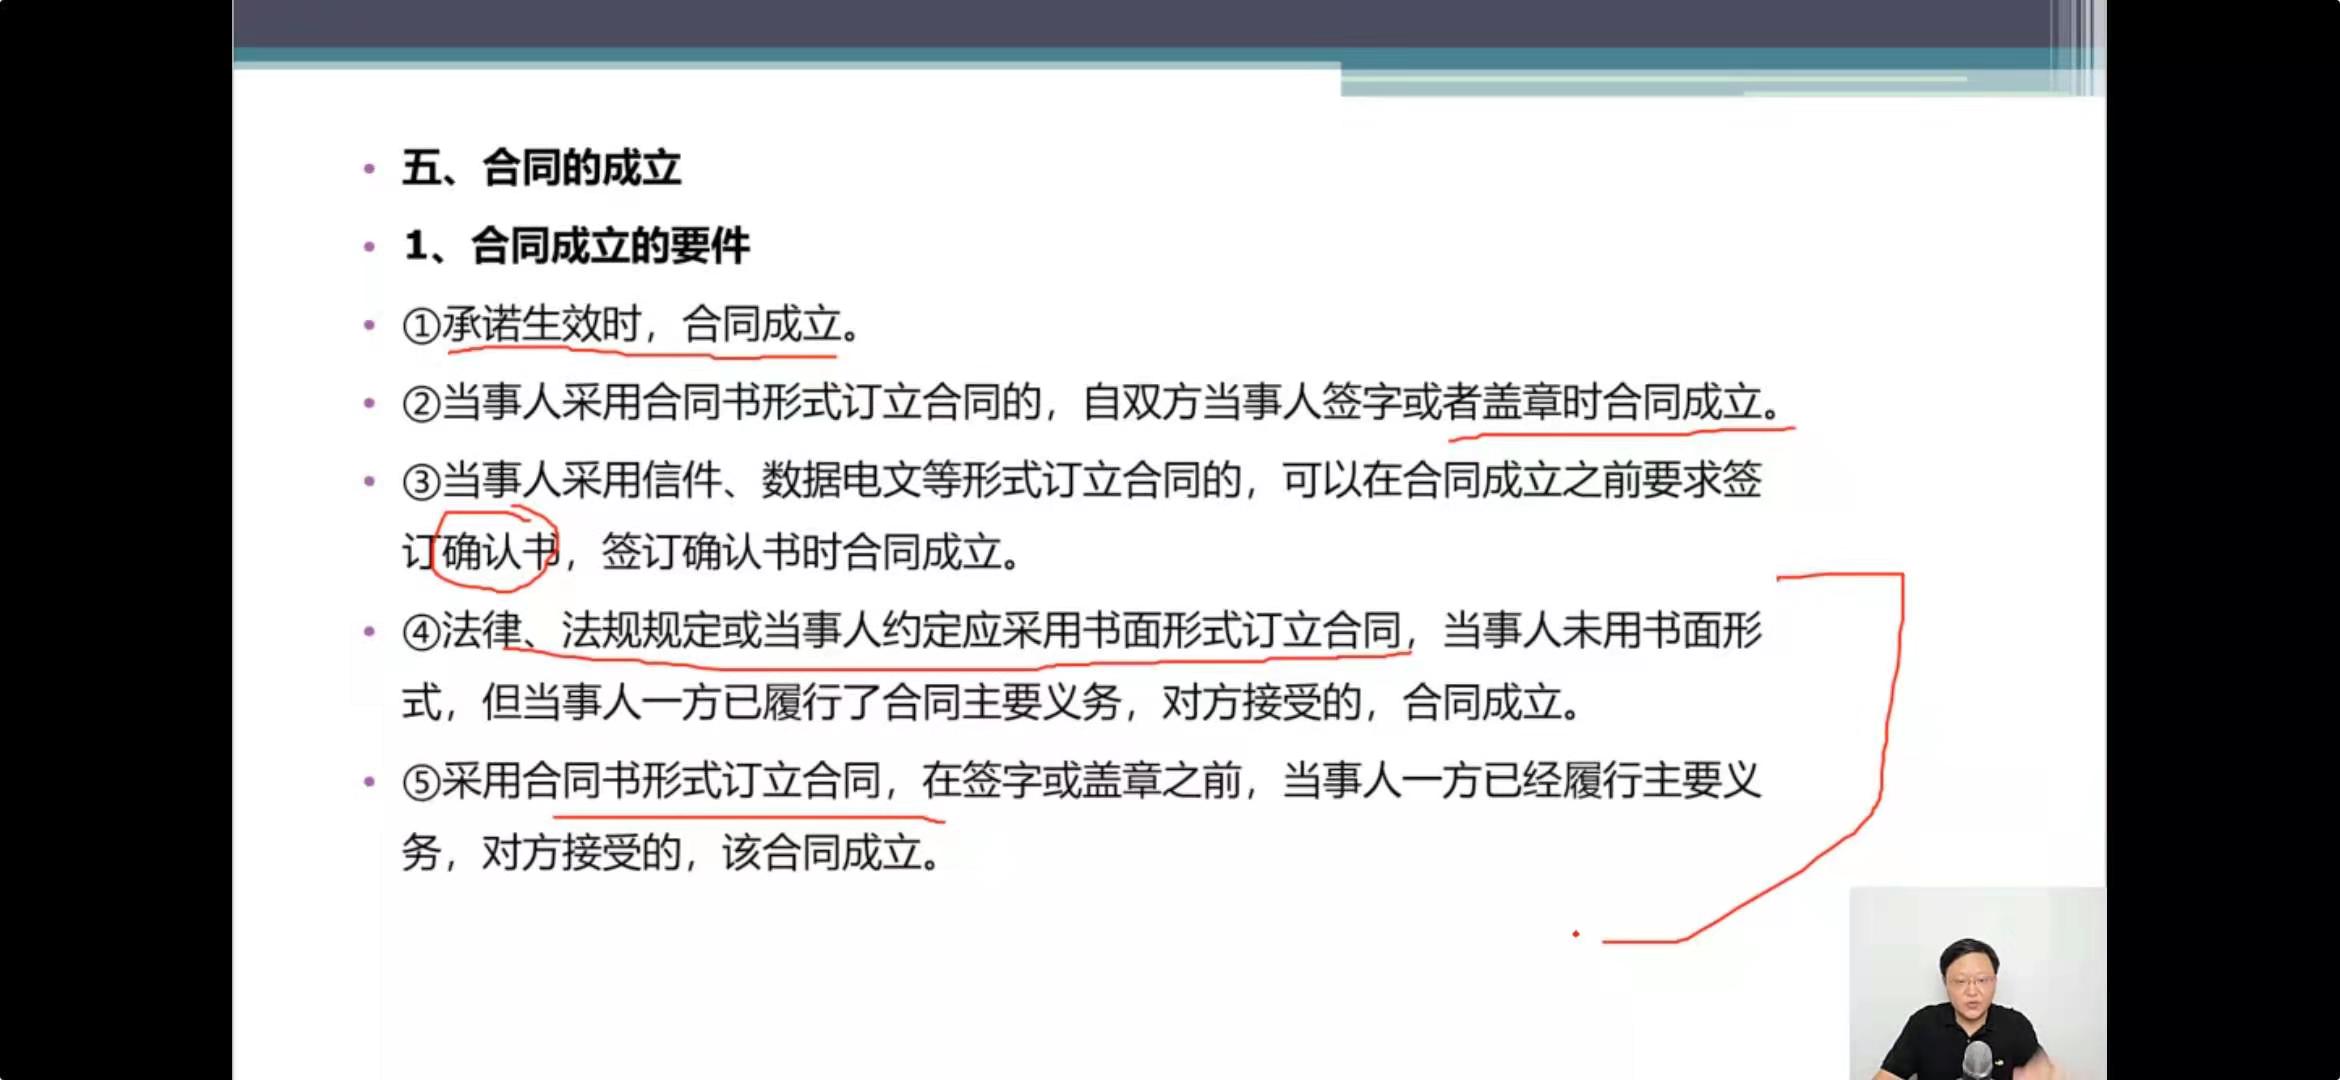 五、合同的成立
1、合同成立的要件
①承诺生效时，合同成立。
②当事人采用合同书形式订立合同的，自双方当事人签字或者盖章时合同成立。
③当事人采用信件、数据电文等形式订立合同的，可以在合同成立之前要求签
订确认书，签订确认书时合同成立。
④法律、法规规定或当事人约定应采用书面形式订立合同，当事人未用书面形
式，但当事人一方已履行了合同主要义务，对方接受的，合同成立。
⑤采用合同书形式订立合同，在签字或盖章之前，当事人一方已经履行主要义
务，对方接受的，该合同成立。